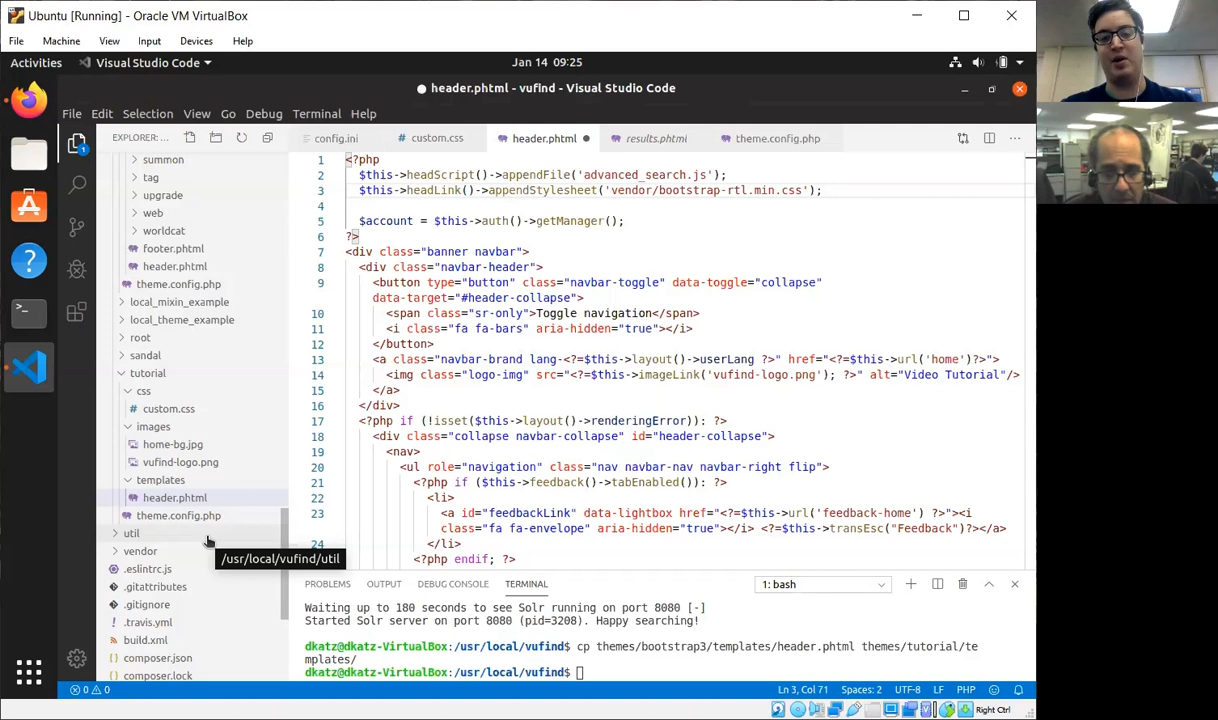 Ubuntu [Running] - Oracle VM VirtualBox
File Machine View Input Devices Help
Activities Visual Studio Code Jan 14 09:25
● header.phtml - vufind - Visual Studio Code
File Edit Selection View Go Debug Terminal Help
EXPLORER: ...
config.ini custom.css header.phtml results.phtml theme.config.php
1
summon
tag
upgrade
web
worldcat
footer.phtml
header.phtml
theme.config.php
local_mixin_example
local_theme_example
root
sandal
tutorial
css
custom.css
images
home-bg.jpg
vufind-logo.png
templates
header.phtml
theme.config.php
util
vendor
.eslintrc.js
.gitattributes
.gitignore
.travis.yml
build.xml
composer.json
composer.lock
/usr/local/vufind/util
1 <?php
2 $this->headScript()->appendFile('advanced_search.js');
3 $this->headLink()->appendStylesheet('vendor/bootstrap-rtl.min.css');
4
5 $account = $this->auth()->getManager();
6 ?>
7 <div class="banner navbar">
8 <div class="navbar-header">
9 <button type="button" class="navbar-toggle" data-toggle="collapse"
data-target="#header-collapse">
10 <span class="sr-only">Toggle navigation</span>
11 <i class="fa fa-bars" aria-hidden="true"></i>
12 </button>
13 <a class="navbar-brand lang-<?=$this->layout()->userLang ?>" href="<?=$this->url('home')?>">
14 <img class="logo-img" src="<?=$this->imageLink('vufind-logo.png'); ?>" alt="Video Tutorial"/>
15 </a>
16 </div>
17 <?php if (!isset($this->layout()->renderingError)): ?>
18 <div class="collapse navbar-collapse" id="header-collapse">
19 <nav>
20 <ul role="navigation" class="nav navbar-nav navbar-right flip">
21 <?php if ($this->feedback()->tabEnabled()): ?>
22 <li>
23 <a id="feedbackLink" data-lightbox href="<?=$this->url('feedback-home') ?>"><i
class="fa fa-envelope" aria-hidden="true"></i> <?=$this->transEsc("Feedback")?></a>
24 </li>
<?php endif; ?>
PROBLEMS OUTPUT DEBUG CONSOLE TERMINAL 1: bash
Waiting up to 180 seconds to see Solr running on port 8080 [-]
Started Solr server on port 8080 (pid=3208). Happy searching!
dkatz@dkatz-VirtualBox:/usr/local/vufind$ cp themes/bootstrap3/templates/header.phtml themes/tutorial/te
mplates/
dkatz@dkatz-VirtualBox:/usr/local/vufind$
0 0 Ln 3, Col 71 Spaces: 2 UTF-8 LF PHP
Right Ctrl